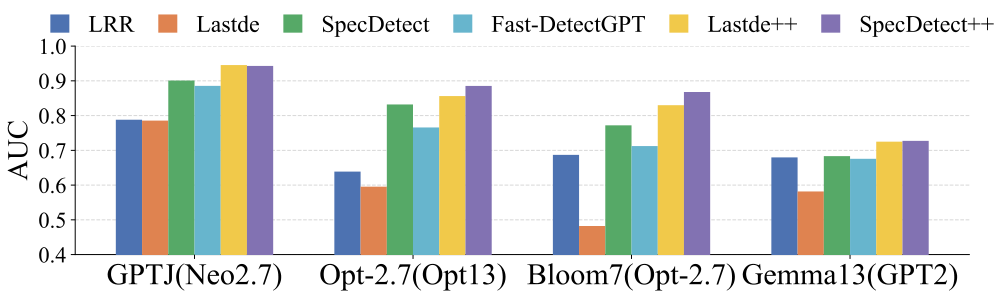 LRR Lastde SpecDetect Fast-DetectGPT Lastde++ SpecDetect++
1.0
0.9
0.8
0.7
0.6
0.5
0.4
AUC
GPTJ(Neo2.7) Opt-2.7(Opt13) Bloom7(Opt-2.7) Gemma13(GPT2)